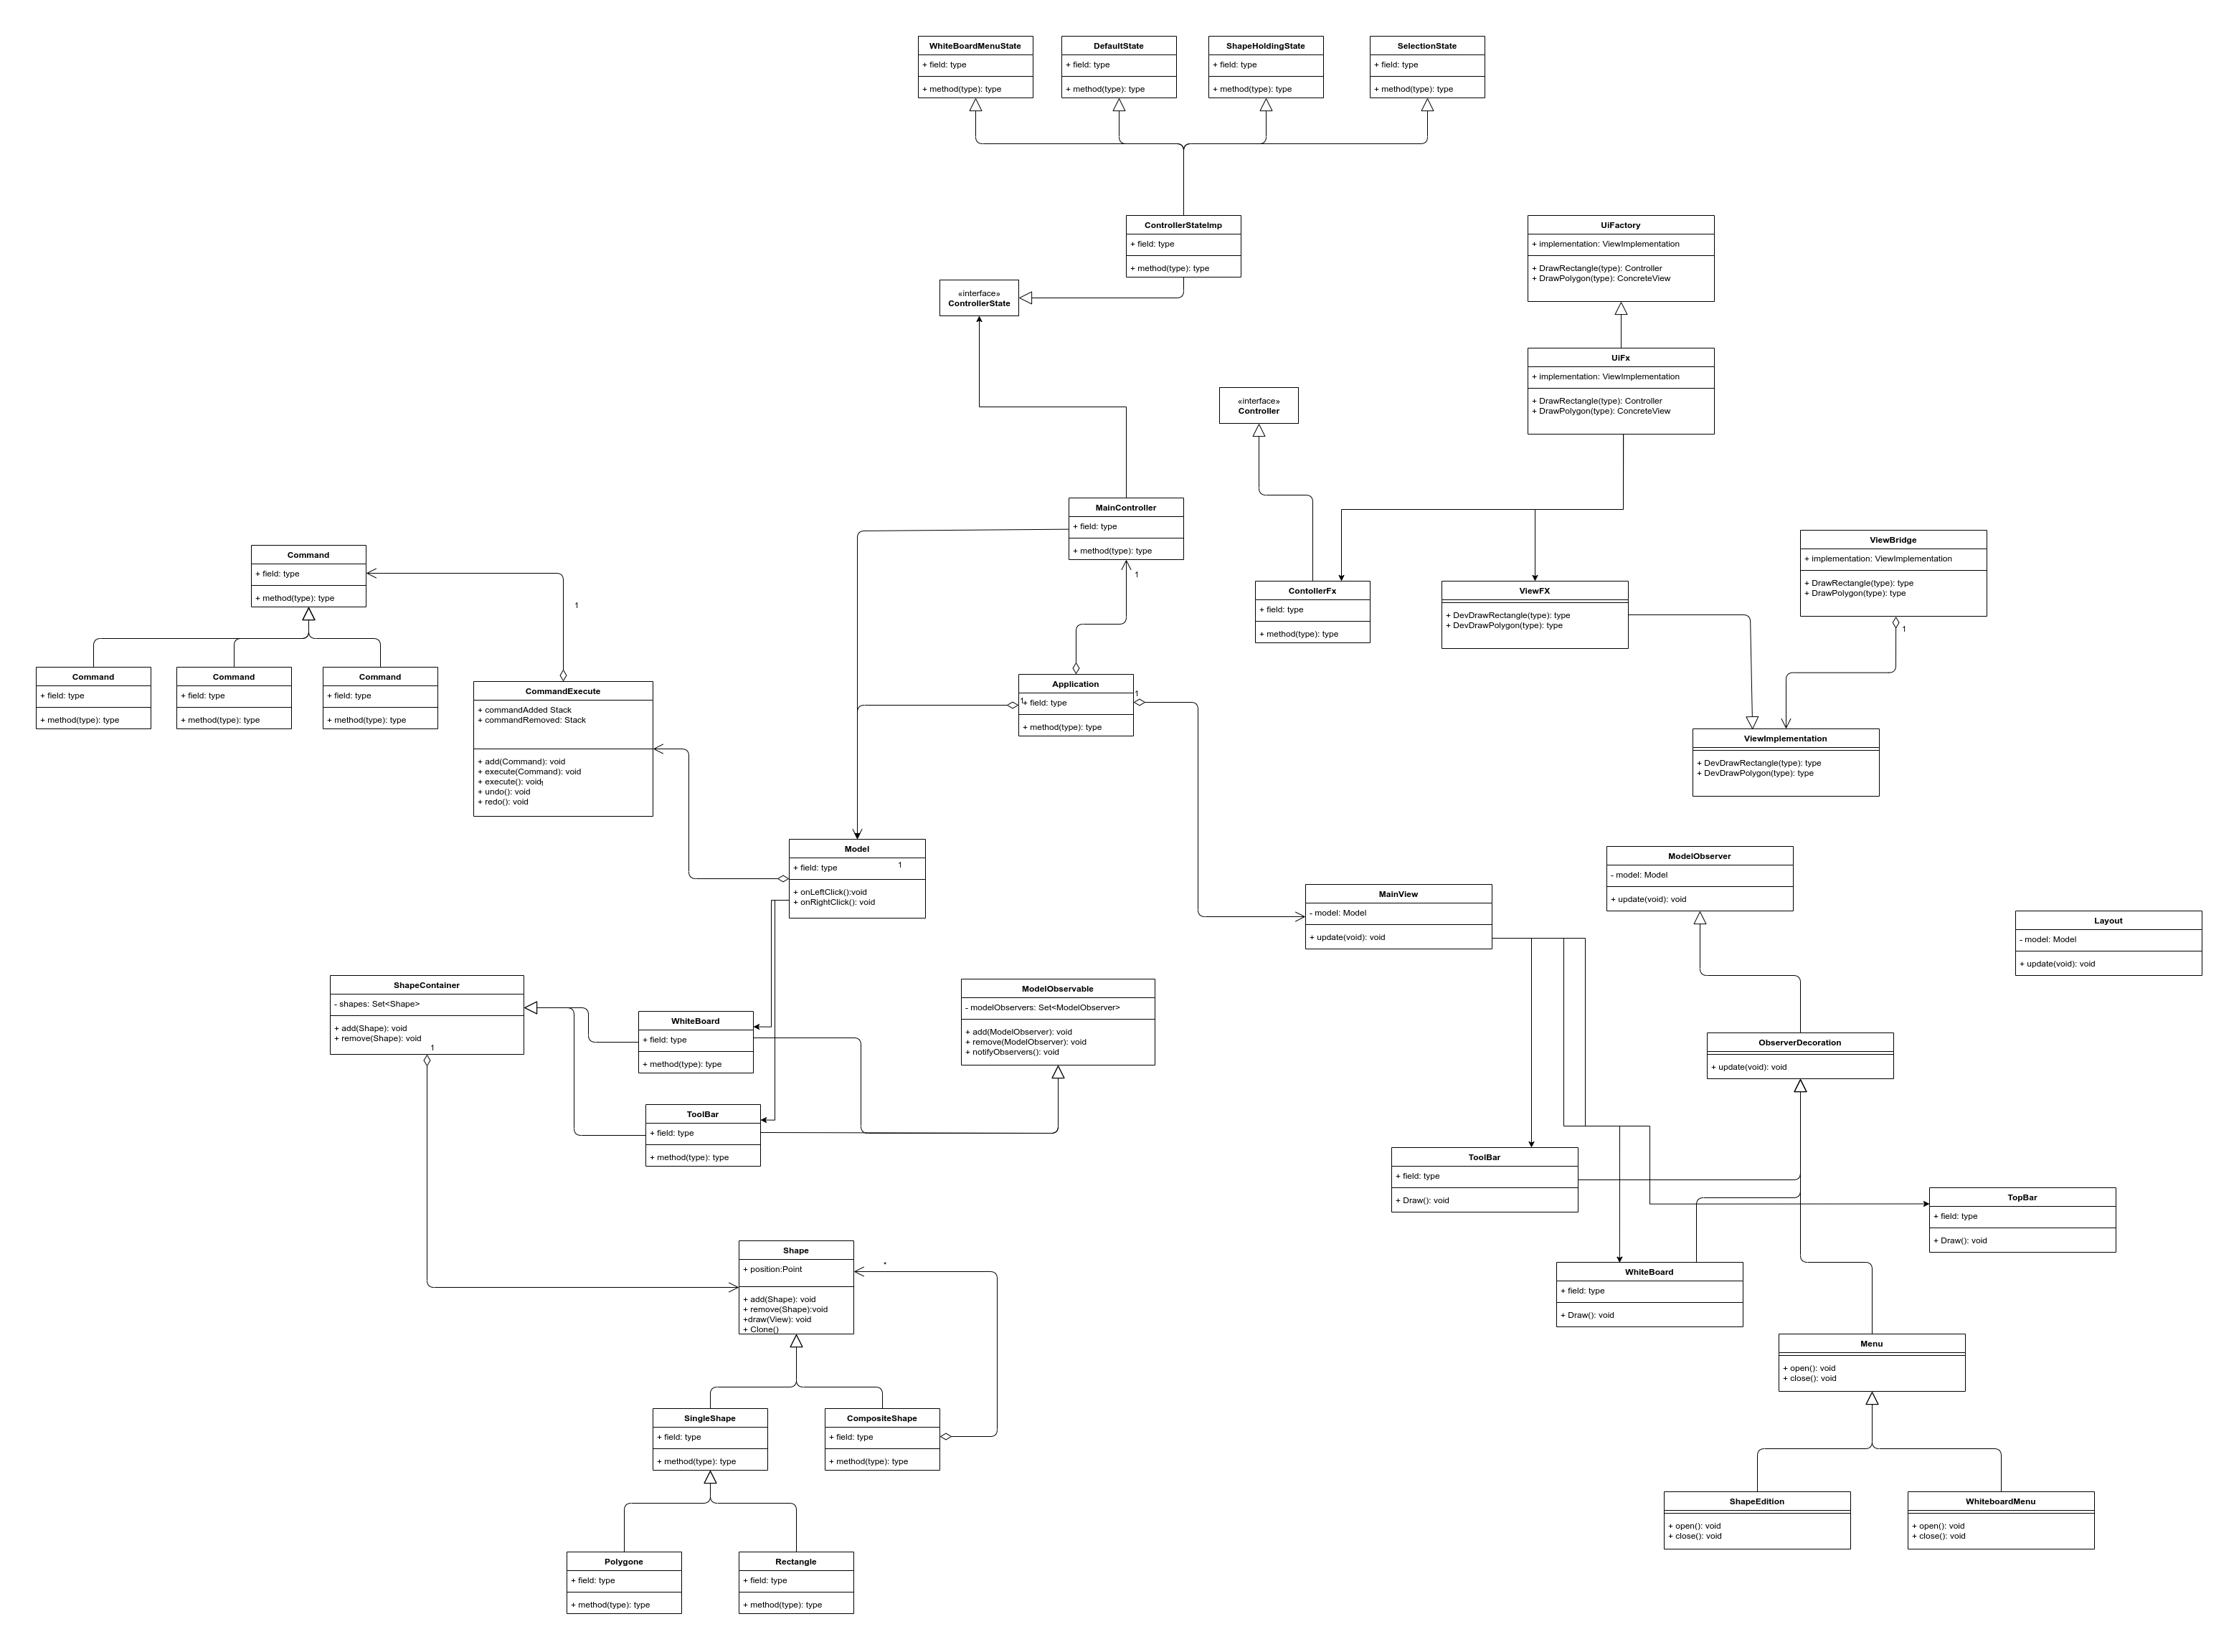 WhiteBoardMenuState
+ field: type
+ method(type): type
DefaultState
+ field: type
+ method(type): type
ShapeHoldingState
+ field: type
+ method(type): type
SelectionState
+ field: type
+ method(type): type
ControllerStateImp
+ field: type
+ method(type): type
UiFactory
+ implementation: ViewImplementation
+ DrawRectangle(type): Controller
+ DrawPolygon(type): ConcreteView
«interface»
ControllerState
UiFx
+ implementation: ViewImplementation
+ DrawRectangle(type): Controller
+ DrawPolygon(type): ConcreteView
«interface»
Controller
MainController
+ field: type
+ method(type): type
1
Command
+ field: type
+ method(type): type
1
ContollerFx
+ field: type
+ method(type): type
ViewFX
+ DevDrawRectangle(type): type
+ DevDrawPolygon(type): type
ViewBridge
+ implementation: ViewImplementation
+ DrawRectangle(type): type
+ DrawPolygon(type): type
1
Command
+ field: type
+ method(type): type
Command
+ field: type
+ method(type): type
Command
+ field: type
+ method(type): type
CommandExecute
+ commandAdded Stack
+ commandRemoved: Stack
+ add(Command): void
+ execute(Command): void
+ execute(): void
1
+ undo(): void
+ redo(): void
Application
1
+ field: type
+ method(type): type
1
ViewImplementation
+ DevDrawRectangle(type): type
+ DevDrawPolygon(type): type
Model
+ field: type
1
+ onLeftClick():void
+ onRightClick(): void
MainView
- model: Model
+ update(void): void
ModelObserver
- model: Model
+ update(void): void
Layout
- model: Model
+ update(void): void
ShapeContainer
- shapes: Set<Shape>
+ add(Shape): void
+ remove(Shape): void
1
WhiteBoard
+ field: type
+ method(type): type
ModelObservable
- modelObservers: Set<ModelObserver>
+ add(ModelObserver): void
+ remove(ModelObserver): void
+ notifyObservers(): void
ObserverDecoration
+ update(void): void
ToolBar
+ field: type
+ method(type): type
ToolBar
+ field: type
+ Draw(): void
TopBar
+ field: type
+ Draw(): void
Shape
+ position:Point
+ add(Shape): void
+ remove(Shape):void
+draw(View): void
+ Clone()
*
WhiteBoard
+ field: type
+ Draw(): void
Menu
+ open(): void
+ close(): void
SingleShape
+ field: type
+ method(type): type
CompositeShape
+ field: type
+ method(type): type
ShapeEdition
+ open(): void
+ close(): void
WhiteboardMenu
+ open(): void
+ close(): void
Polygone
+ field: type
+ method(type): type
Rectangle
+ field: type
+ method(type): type